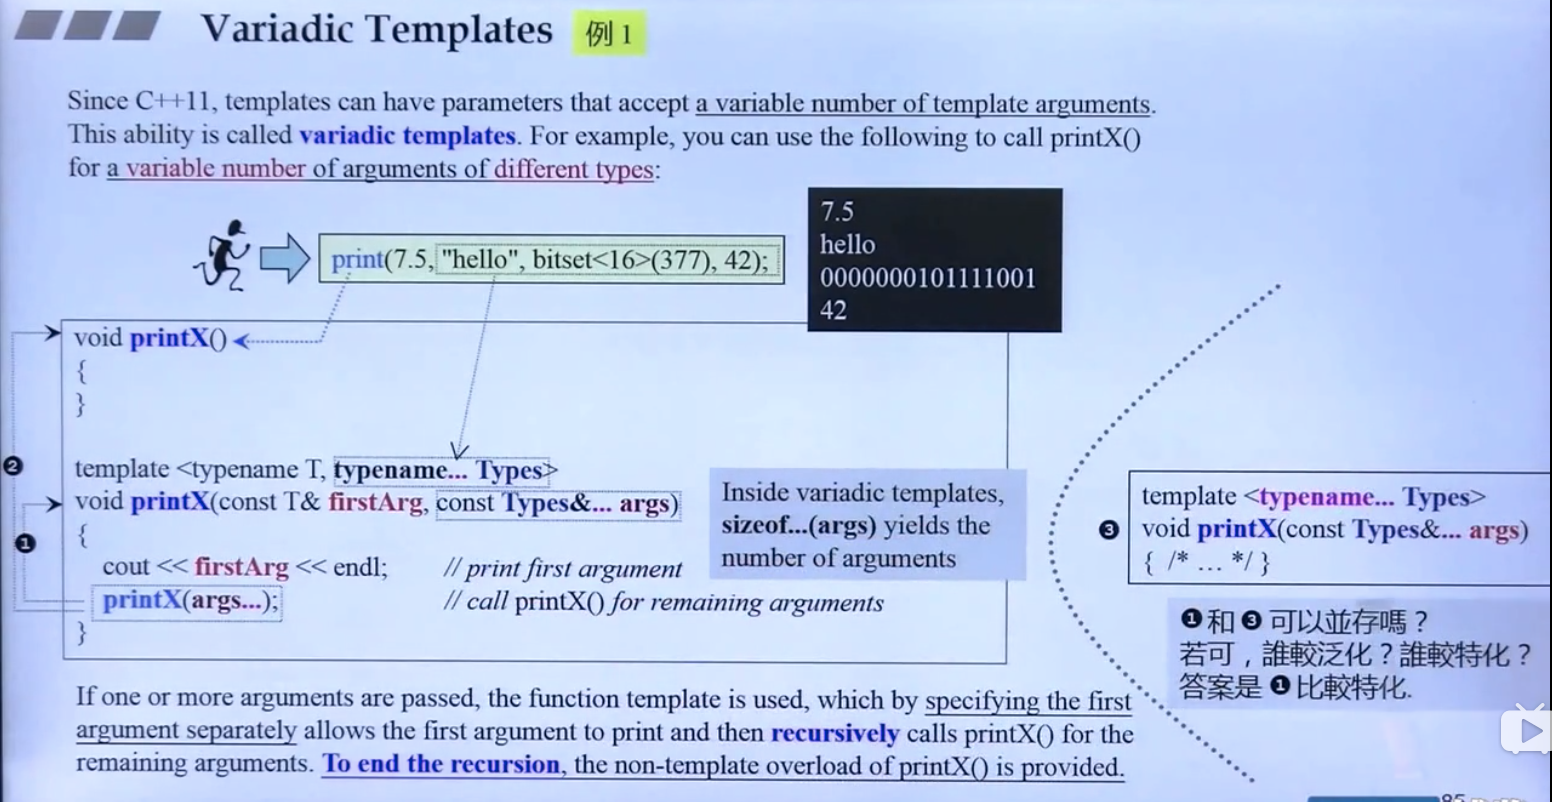 Variadic Templates 例 1
Since C++11, templates can have parameters that accept a variable number of template arguments.
This ability is called variadic templates. For example, you can use the following to call printX()
for a variable number of arguments of different types:
print(7.5, "hello", bitset<16>(377), 42);
7.5
hello
0000000101111001
42
void printX()
{
}
❷
template <typename T, typename... Types>
void printX(const T& firstArg, const Types&... args)
❶
{
cout << firstArg << endl; // print first argument
printX(args...); // call printX() for remaining arguments
}
Inside variadic templates,
sizeof...(args) yields the
number of arguments
❸
template <typename... Types>
void printX(const Types&... args)
{ /* ... */ }
❶和❸可以並存嗎？
若可，誰較泛化？誰較特化？
答案是❶比較特化.
If one or more arguments are passed, the function template is used, which by specifying the first
argument separately allows the first argument to print and then recursively calls printX() for the
remaining arguments. To end the recursion, the non-template overload of printX() is provided.